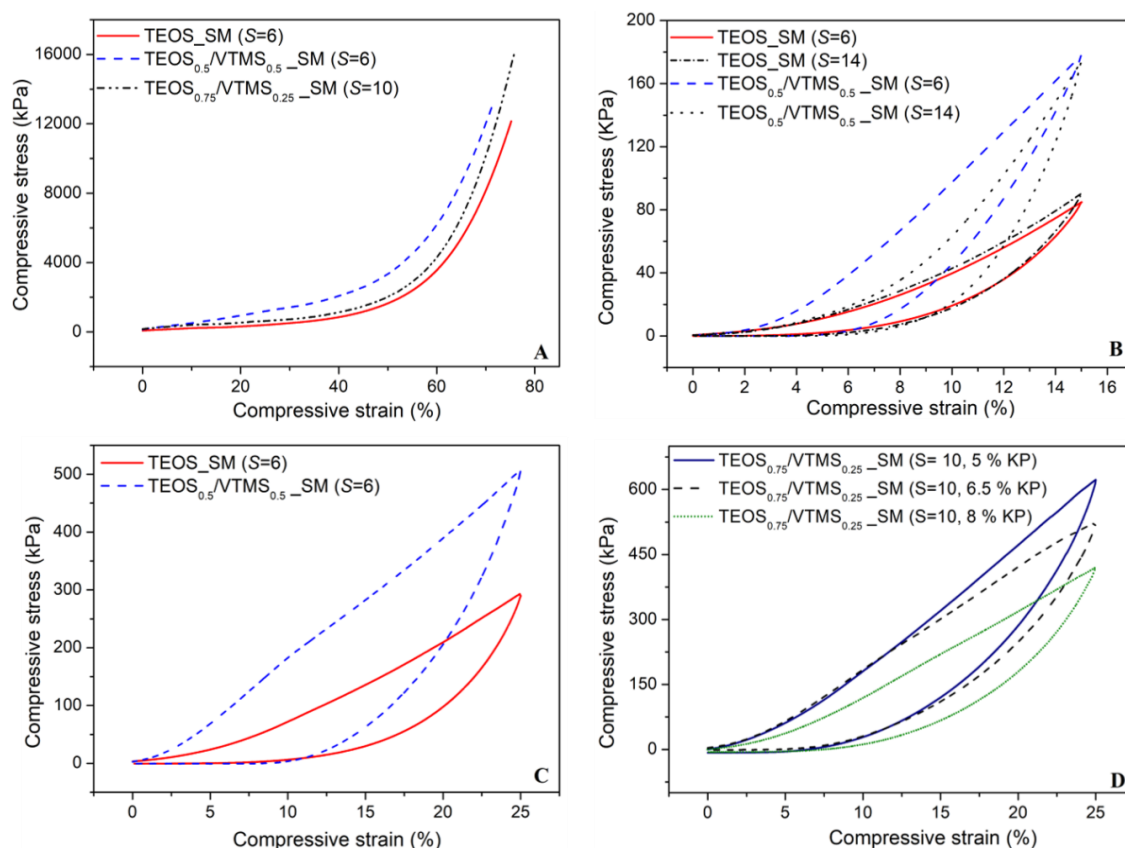 TEOS_SM (S=6)
TEOS0.5/VTMS0.5_SM (S=6)
TEOS0.75/VTMS0.25_SM (S=10)
Compressive stress (kPa)
16000
12000
8000
4000
0
0 20 40 60 80
Compressive strain (%)
A
TEOS_SM (S=6)
TEOS_SM (S=14)
TEOS0.5/VTMS0.5_SM (S=6)
TEOS0.5/VTMS0.5_SM (S=14)
Compressive stress (KPa)
200
160
120
80
40
0
0 2 4 6 8 10 12 14 16
Compressive strain (%)
B
TEOS_SM (S=6)
TEOS0.5/VTMS0.5_SM (S=6)
Compressive stress (kPa)
500
400
300
200
100
0
0 5 10 15 20 25
Compressive strain (%)
C
TEOS0.75/VTMS0.25_SM (S= 10, 5 % KP)
TEOS0.75/VTMS0.25_SM (S=10, 6.5 % KP)
TEOS0.75/VTMS0.25_SM (S=10, 8 % KP)
Compressive stress (kPa)
600
450
300
150
0
0 5 10 15 20 25
Compressive strain (%)
D